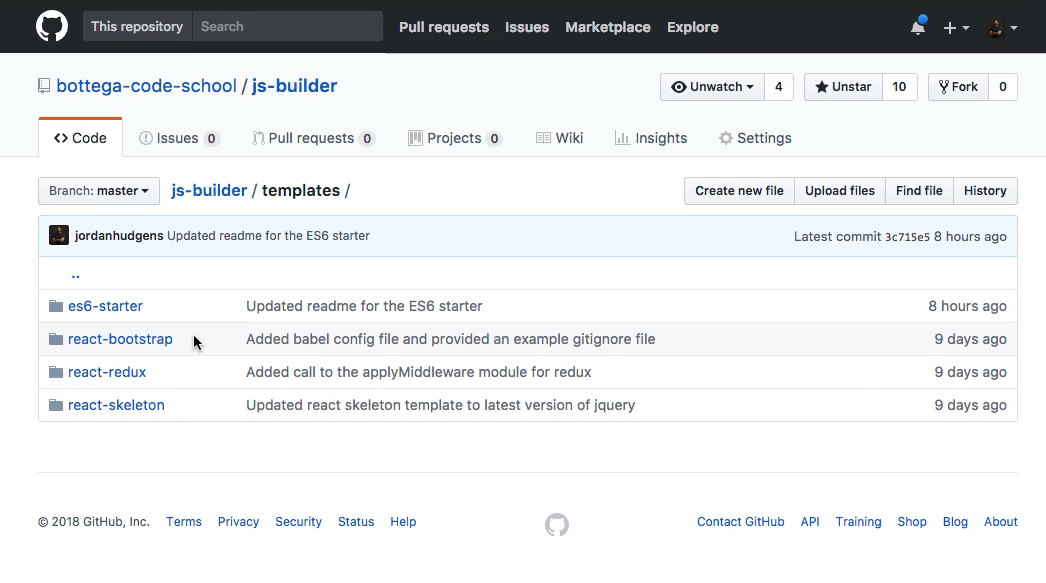 This repository Search Pull requests Issues Marketplace Explore
bottega-code-school / js-builder Unwatch 4 Unstar 10 Fork 0
Code Issues 0 Pull requests 0 Projects 0 Wiki Insights Settings
Branch: master js-builder / templates / Create new file Upload files Find file History
jordanhudgens Updated readme for the ES6 starter Latest commit 3c715e5 8 hours ago
..
es6-starter Updated readme for the ES6 starter 8 hours ago
react-bootstrap Added babel config file and provided an example gitignore file 9 days ago
react-redux Added call to the applyMiddleware module for redux 9 days ago
react-skeleton Updated react skeleton template to latest version of jquery 9 days ago
© 2018 GitHub, Inc. Terms Privacy Security Status Help Contact GitHub API Training Shop Blog About